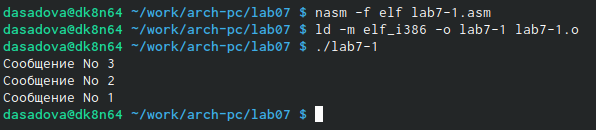 dasadova@dk8n64 ~/work/arch-pc/lab07 $ nasm -f elf lab7-1.asm
dasadova@dk8n64 ~/work/arch-pc/lab07 $ ld -m elf_i386 -o lab7-1 lab7-1.o
dasadova@dk8n64 ~/work/arch-pc/lab07 $ ./lab7-1
Сообщение No 3
Сообщение No 2
Сообщение No 1
dasadova@dk8n64 ~/work/arch-pc/lab07 $